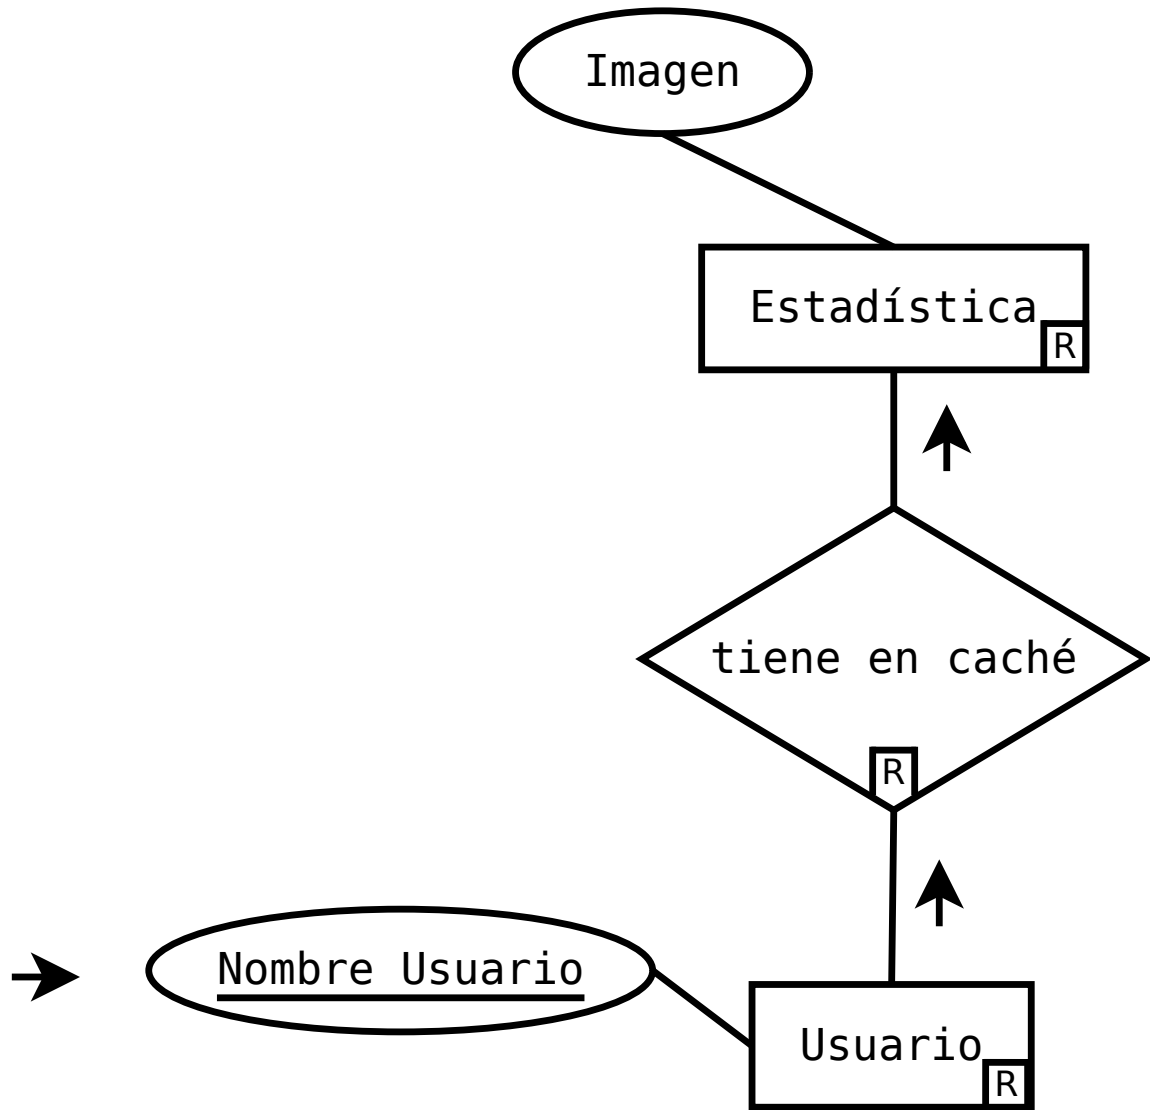 Imagen
Estadística
R
tiene en caché
R
Nombre Usuario
Usuario
R